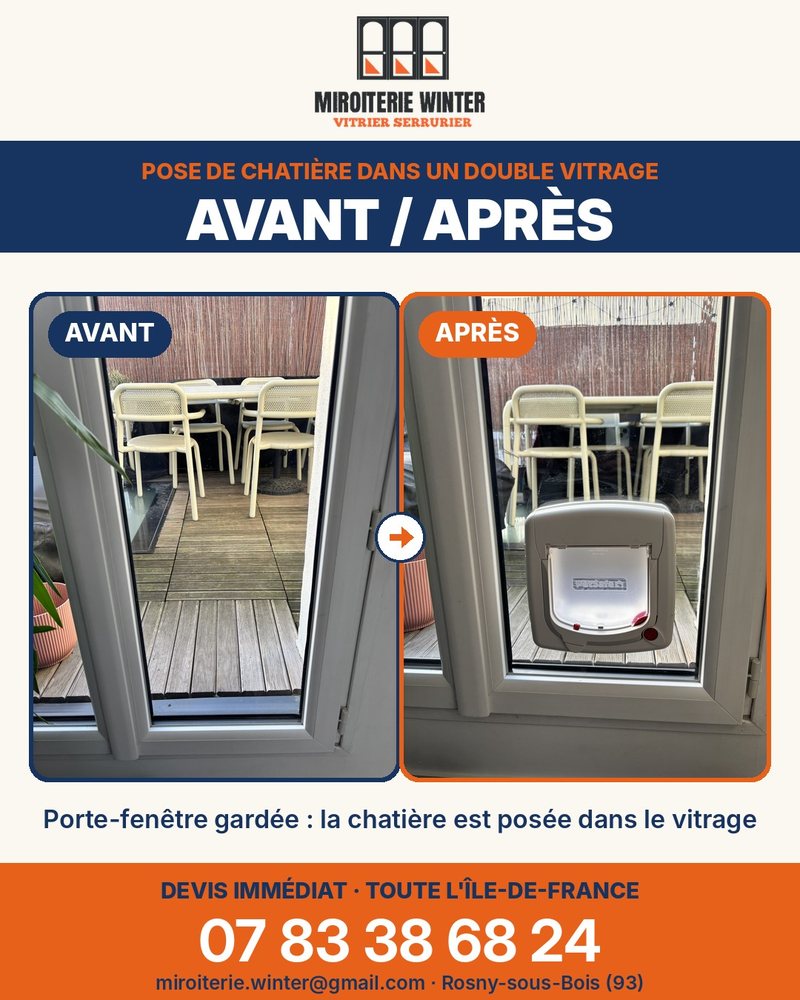 MIROITERIE WINTER
VITRIER SERRURIER
POSE DE CHATIÈRE DANS UN DOUBLE VITRAGE
AVANT / APRÈS
AVANT
APRÈS
Porte-fenêtre gardée : la chatière est posée dans le vitrage
DEVIS IMMÉDIAT · TOUTE L'ÎLE-DE-FRANCE
07 83 38 68 24
miroiterie.winter@gmail.com · Rosny-sous-Bois (93)